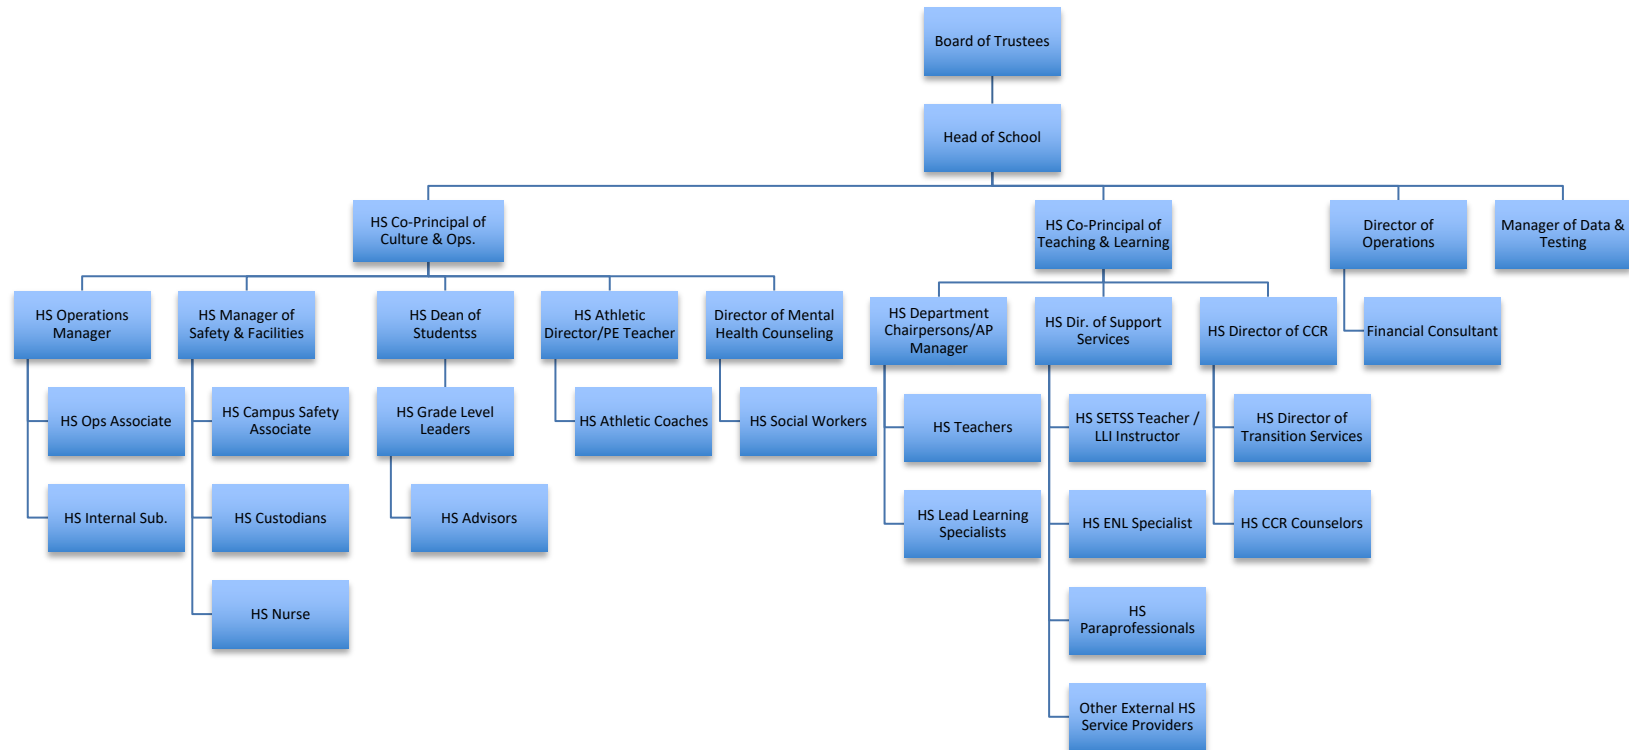 Board of Trustees
Head of School
HS Co-Principal of
Culture & Ops.
HS Co-Principal of
Teaching & Learning
Director of
Operations
Manager of Data &
Testing
HS Operations
Manager
HS Manager of
Safety & Facilities
HS Dean of
Studentss
HS Athletic
Director/PE Teacher
Director of Mental
Health Counseling
HS Department
Chairpersons/AP
Manager
HS Dir. of Support
Services
HS Director of CCR
Financial Consultant
HS Ops Associate
HS Campus Safety
Associate
HS Grade Level
Leaders
HS Athletic Coaches
HS Social Workers
HS Teachers
HS SETSS Teacher /
LLI Instructor
HS Director of
Transition Services
HS Internal Sub.
HS Custodians
HS Advisors
HS Lead Learning
Specialists
HS ENL Specialist
HS CCR Counselors
HS Nurse
HS
Paraprofessionals
Other External HS
Service Providers